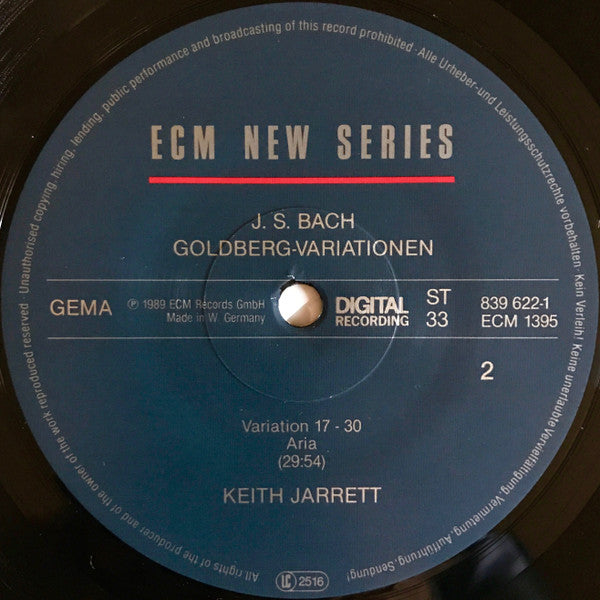 ECM NEW SERIES
J. S. BACH
GOLDBERG-VARIATIONEN
GEMA
℗ 1989 ECM Records GmbH
Made in W. Germany
DIGITAL
RECORDING
ST
33
839 622-1
ECM 1395
2
Variation 17 - 30
Aria
(29:54)
KEITH JARRETT
All rights of the producer and of the owner of the work reproduced reserved · Unauthorised copying, hiring, lending, public performance and broadcasting of this record prohibited · Alle Urheber- und Leistungsschutzrechte vorbehalten · Kein Verleih! Keine unerlaubte Vervielfältigung, Vermietung, Aufführung, Sendung!
LC 2516